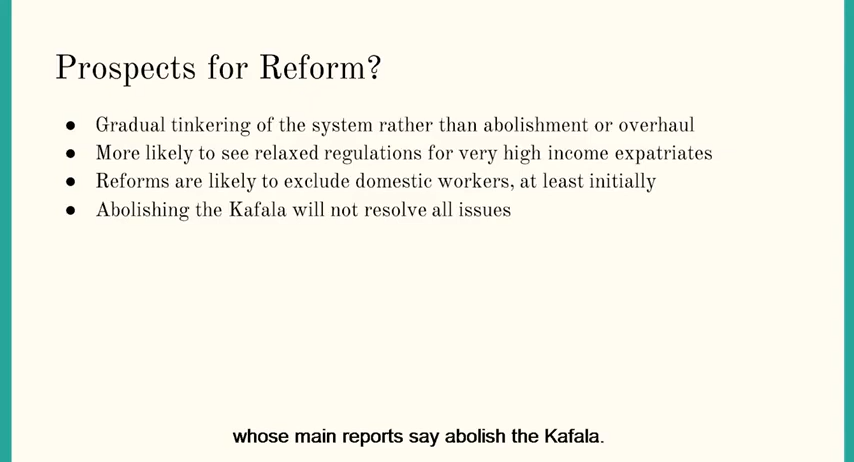 Prospects for Reform?
● Gradual tinkering of the system rather than abolishment or overhaul
● More likely to see relaxed regulations for very high income expatriates
● Reforms are likely to exclude domestic workers, at least initially
● Abolishing the Kafala will not resolve all issues
whose main reports say abolish the Kafala.